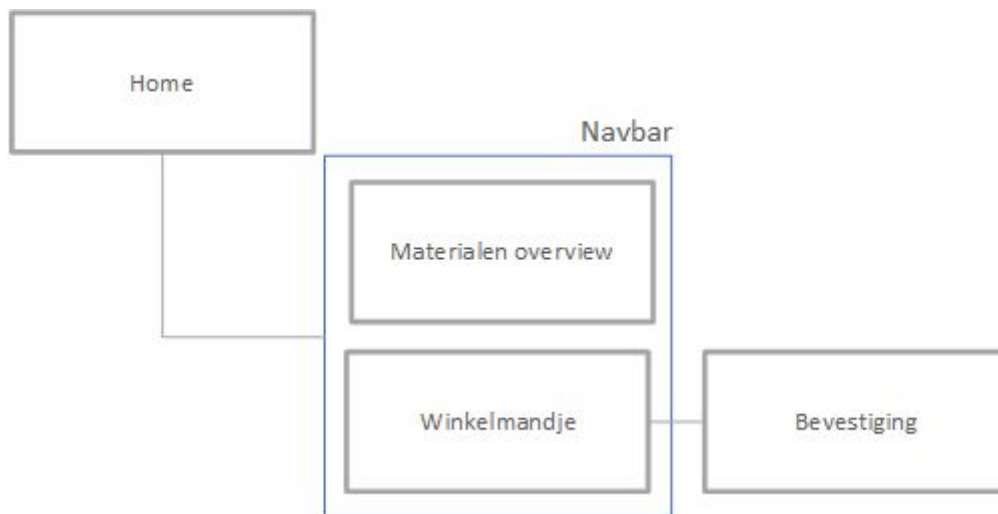 Home
Navbar
Materialen overview
Winkelmandje
Bevestiging